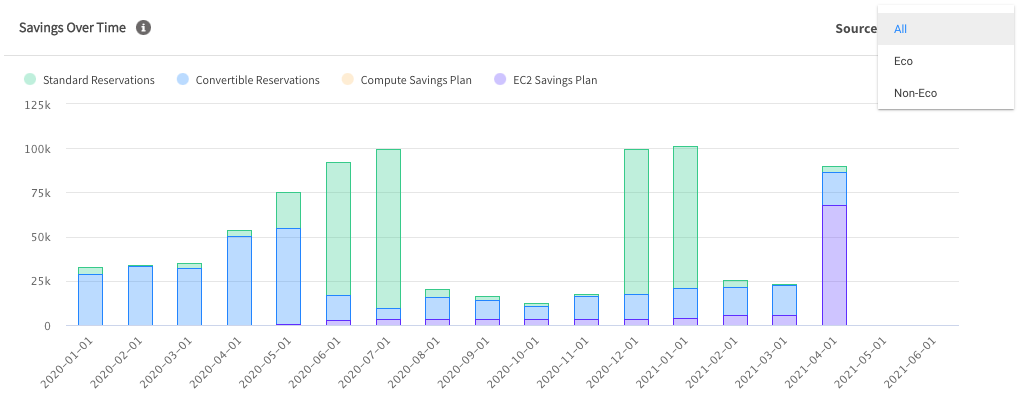 Savings Over Time
Source
All
Eco
Non-Eco
Standard Reservations
Convertible Reservations
Compute Savings Plan
EC2 Savings Plan
125k
100k
75k
50k
25k
0
2020-01-01
2020-02-01
2020-03-01
2020-04-01
2020-05-01
2020-06-01
2020-07-01
2020-08-01
2020-09-01
2020-10-01
2020-11-01
2020-12-01
2021-01-01
2021-02-01
2021-03-01
2021-04-01
2021-05-01
2021-06-01